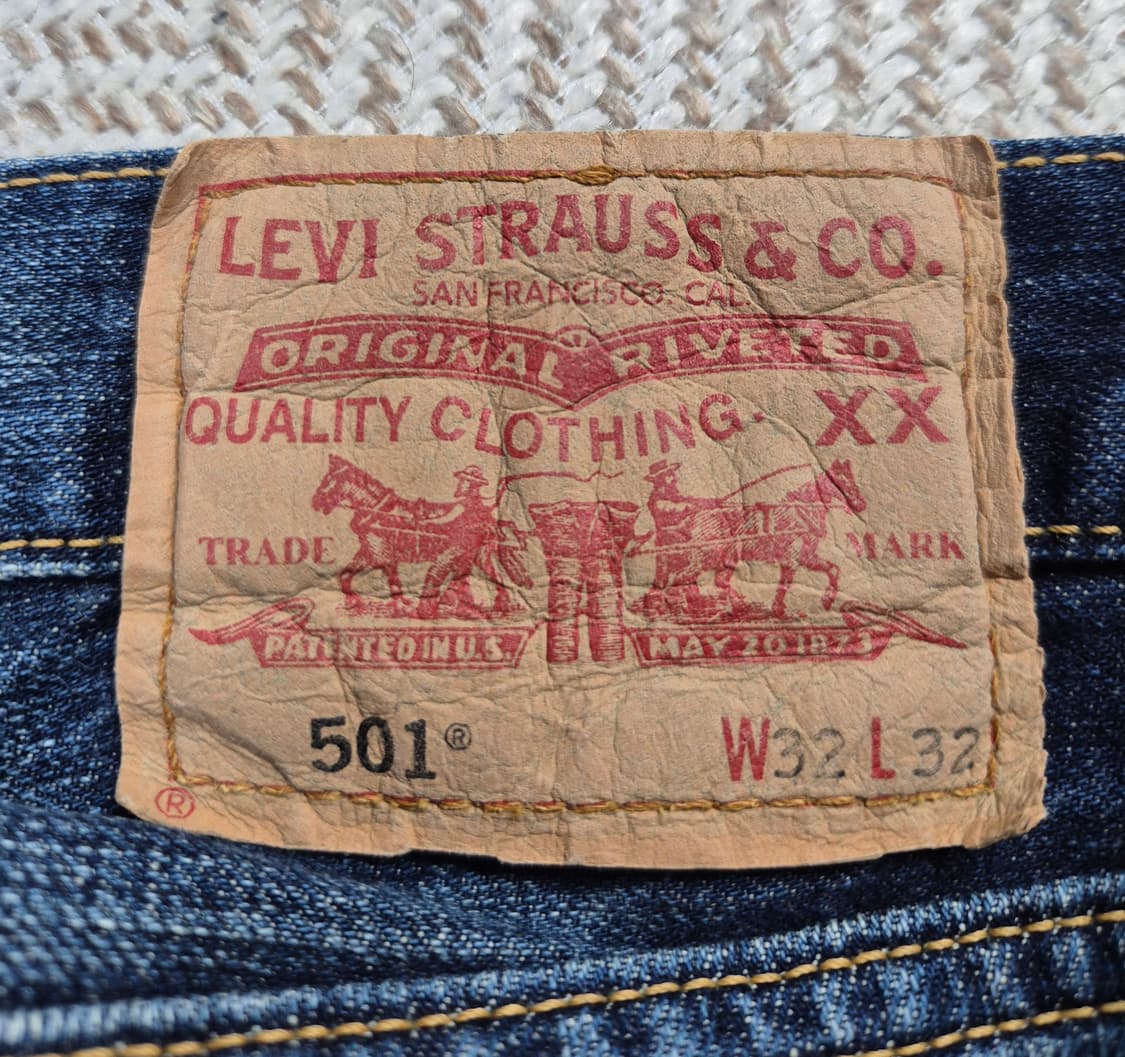 LEVI STRAUSS & CO.
SAN FRANCISCO. CAL.
ORIGINAL RIVETED
QUALITY CLOTHING. XX
TRADE MARK
PATENTED IN U.S. MAY 20 1873
501® W32 L32
®